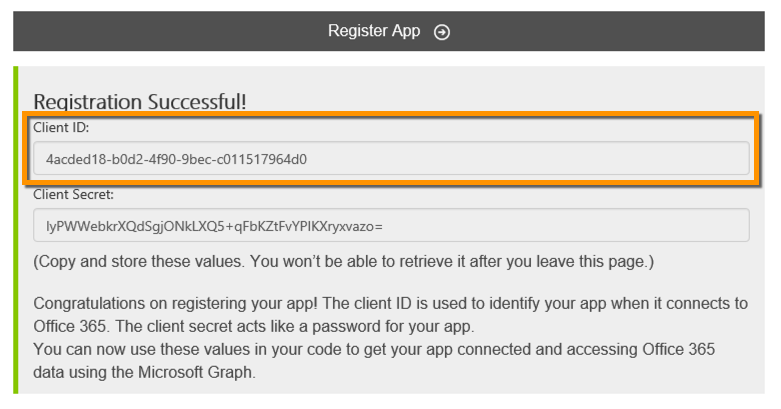 Register App
Registration Successful!
Client ID:
4acded18-b0d2-4f90-9bec-c011517964d0
Client Secret:
IyPWWebkrXQdSgjONkLXQ5+qFbKZtFvYPIKXryxvazo=
(Copy and store these values. You won’t be able to retrieve it after you leave this page.)
Congratulations on registering your app! The client ID is used to identify your app when it connects to
Office 365. The client secret acts like a password for your app.
You can now use these values in your code to get your app connected and accessing Office 365
data using the Microsoft Graph.